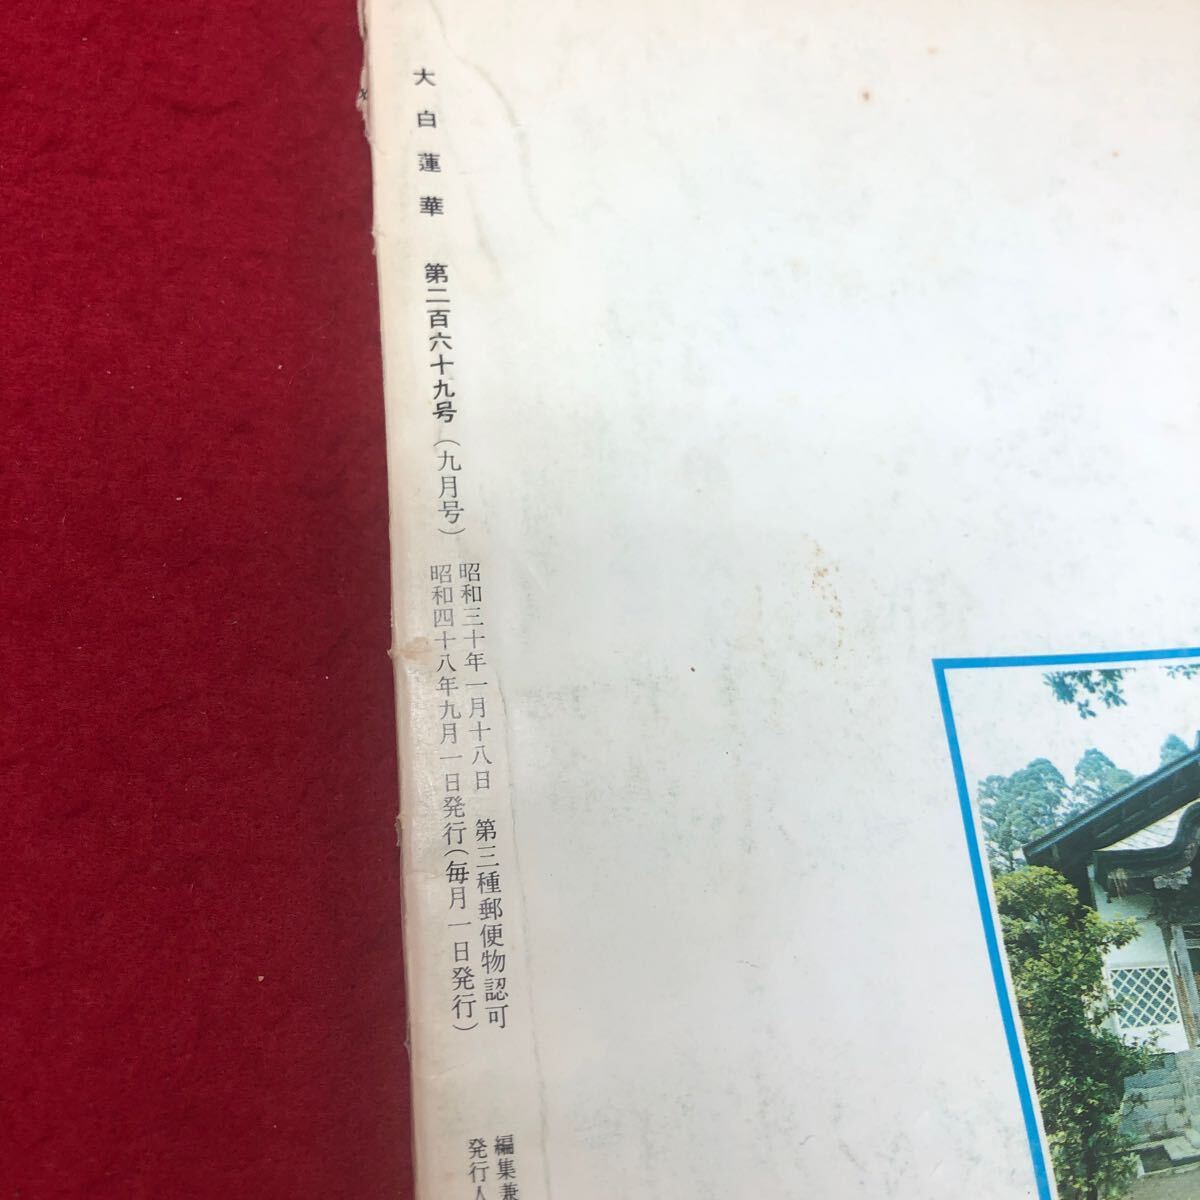 大白蓮華 第二百六十九号(九月号)
昭和三十年一月十八日 第三種郵便物認可
昭和四十八年九月一日発行(毎月一日発行)
編集兼
発行人